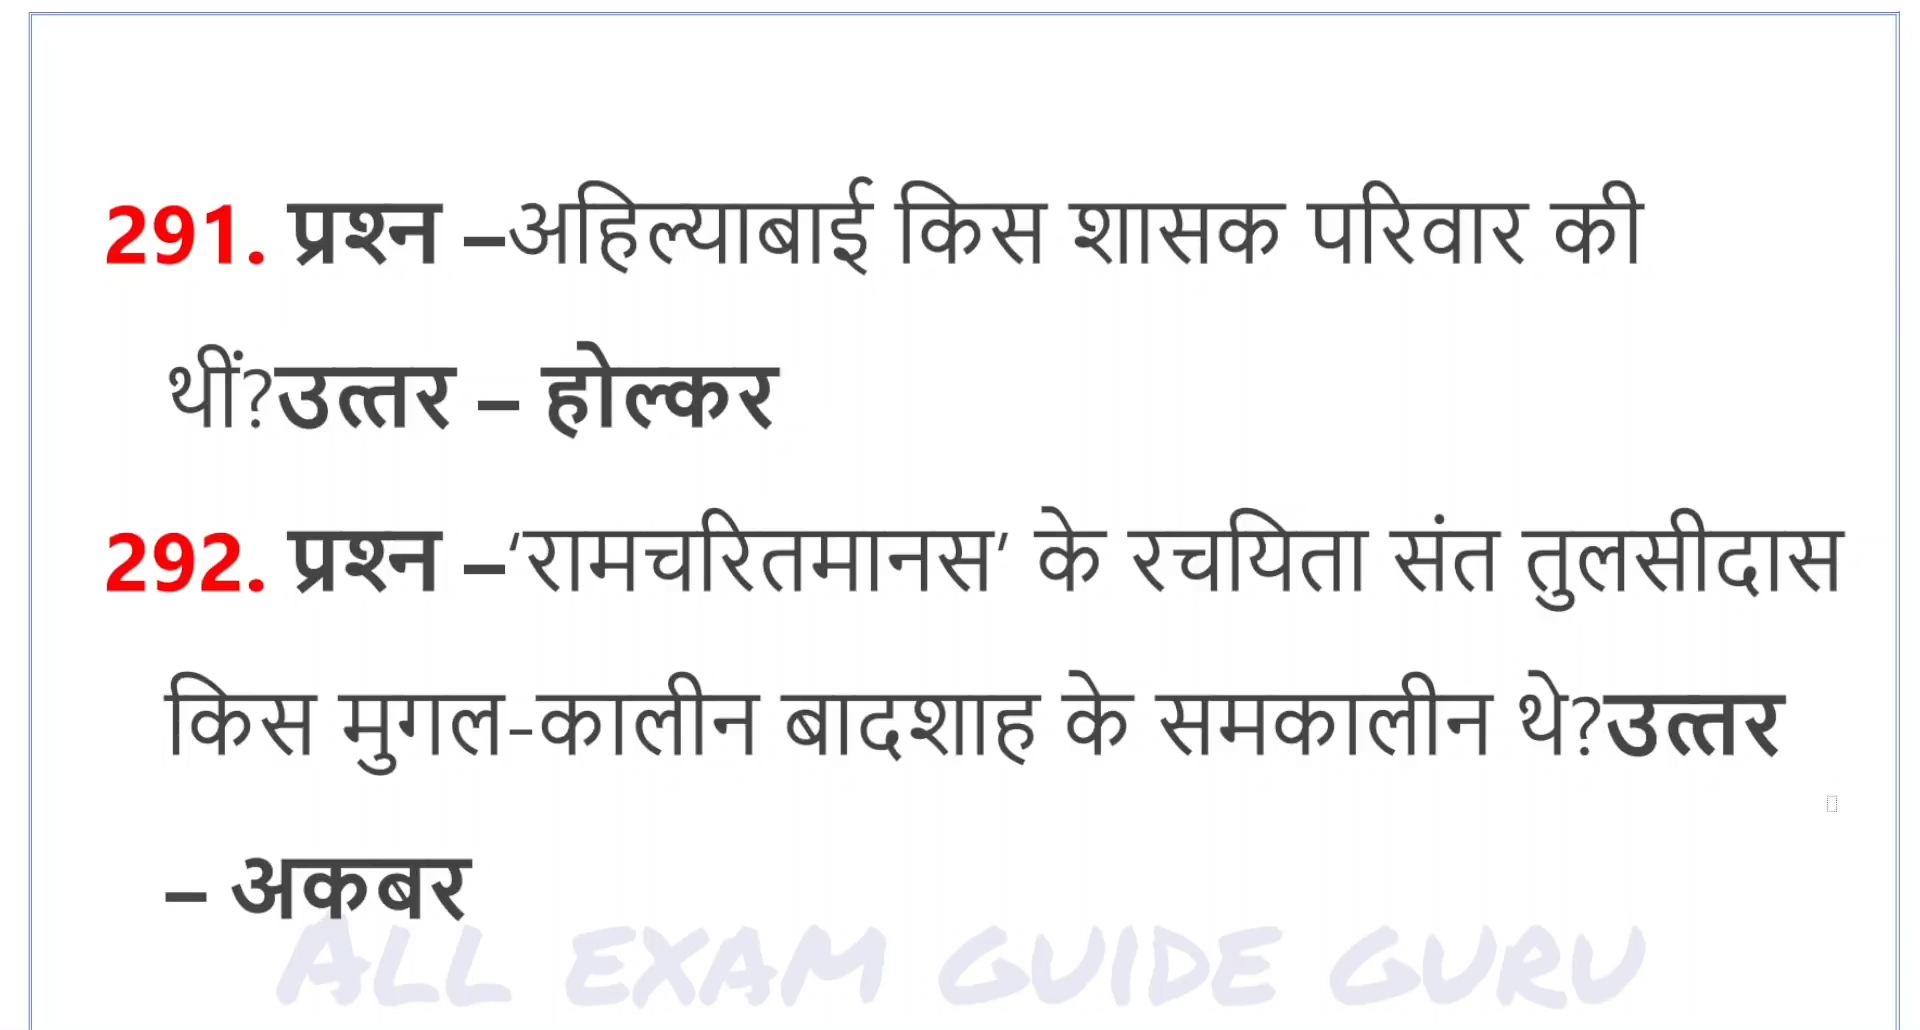 291. प्रश्न –अहिल्याबाई किस शासक परिवार की
थीं?उत्तर – होल्कर
292. प्रश्न –‘रामचरितमानस’ के रचयिता संत तुलसीदास
किस मुगल-कालीन बादशाह के समकालीन थे?उत्तर
– अकबर
ALL EXAM GUIDE GURU